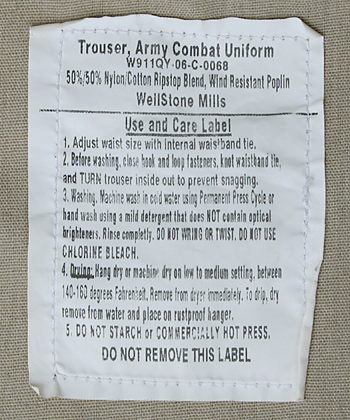 Trouser, Army Combat Uniform
W911QY-06-C-0068
50%/50% Nylon/Cotton Ripstop Blend, Wind Resistant Poplin
WellStone Mills
Use and Care Label
1. Adjust waist size with internal waistband tie.
2. Before washing, close hook and loop fasteners, knot waistband tie,
and TURN trouser inside out to prevent snagging.
3. Washing. Machine wash in cold water using Permanent Press Cycle or
hand wash using a mild detergent that does NOT contain optical
brighteners. Rinse completely. DO NOT WRING OR TWIST. DO NOT USE
CHLORINE BLEACH.
4. Drying: Hang dry or machine dry on low to medium setting, between
140-160 degrees Fahrenheit. Remove from dryer immediately. To drip, dry
remove from water and place on rustproof hanger.
5. DO NOT STARCH or COMMERCIALLY HOT PRESS.
DO NOT REMOVE THIS LABEL